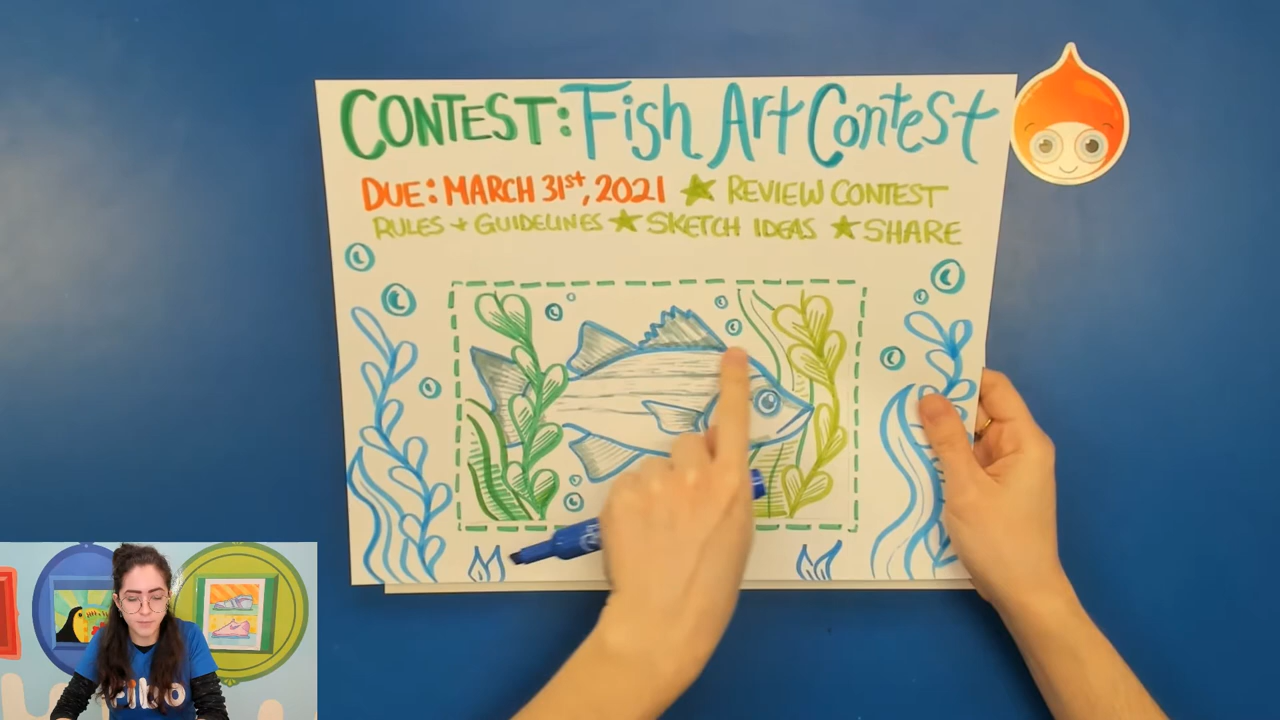 CONTEST: Fish Art Contest
DUE: MARCH 31st, 2021 ★ REVIEW CONTEST
RULES + GUIDELINES ★ SKETCH IDEAS ★ SHARE